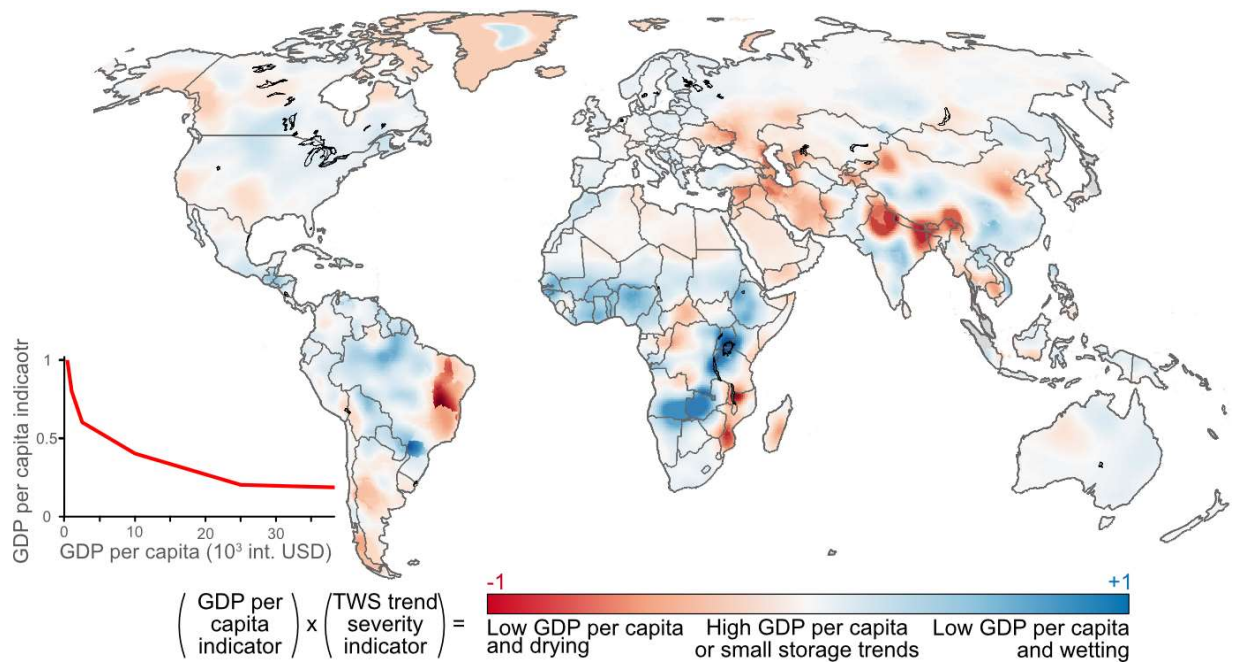 1
0.5
0
GDP per capita indicaotr
0 10 20 30
GDP per capita (10³ int. USD)
-1
+1
GDP per
capita
indicator
x
TWS trend
severity
indicator
=
Low GDP per capita
and drying
High GDP per capita
or small storage trends
Low GDP per capita
and wetting